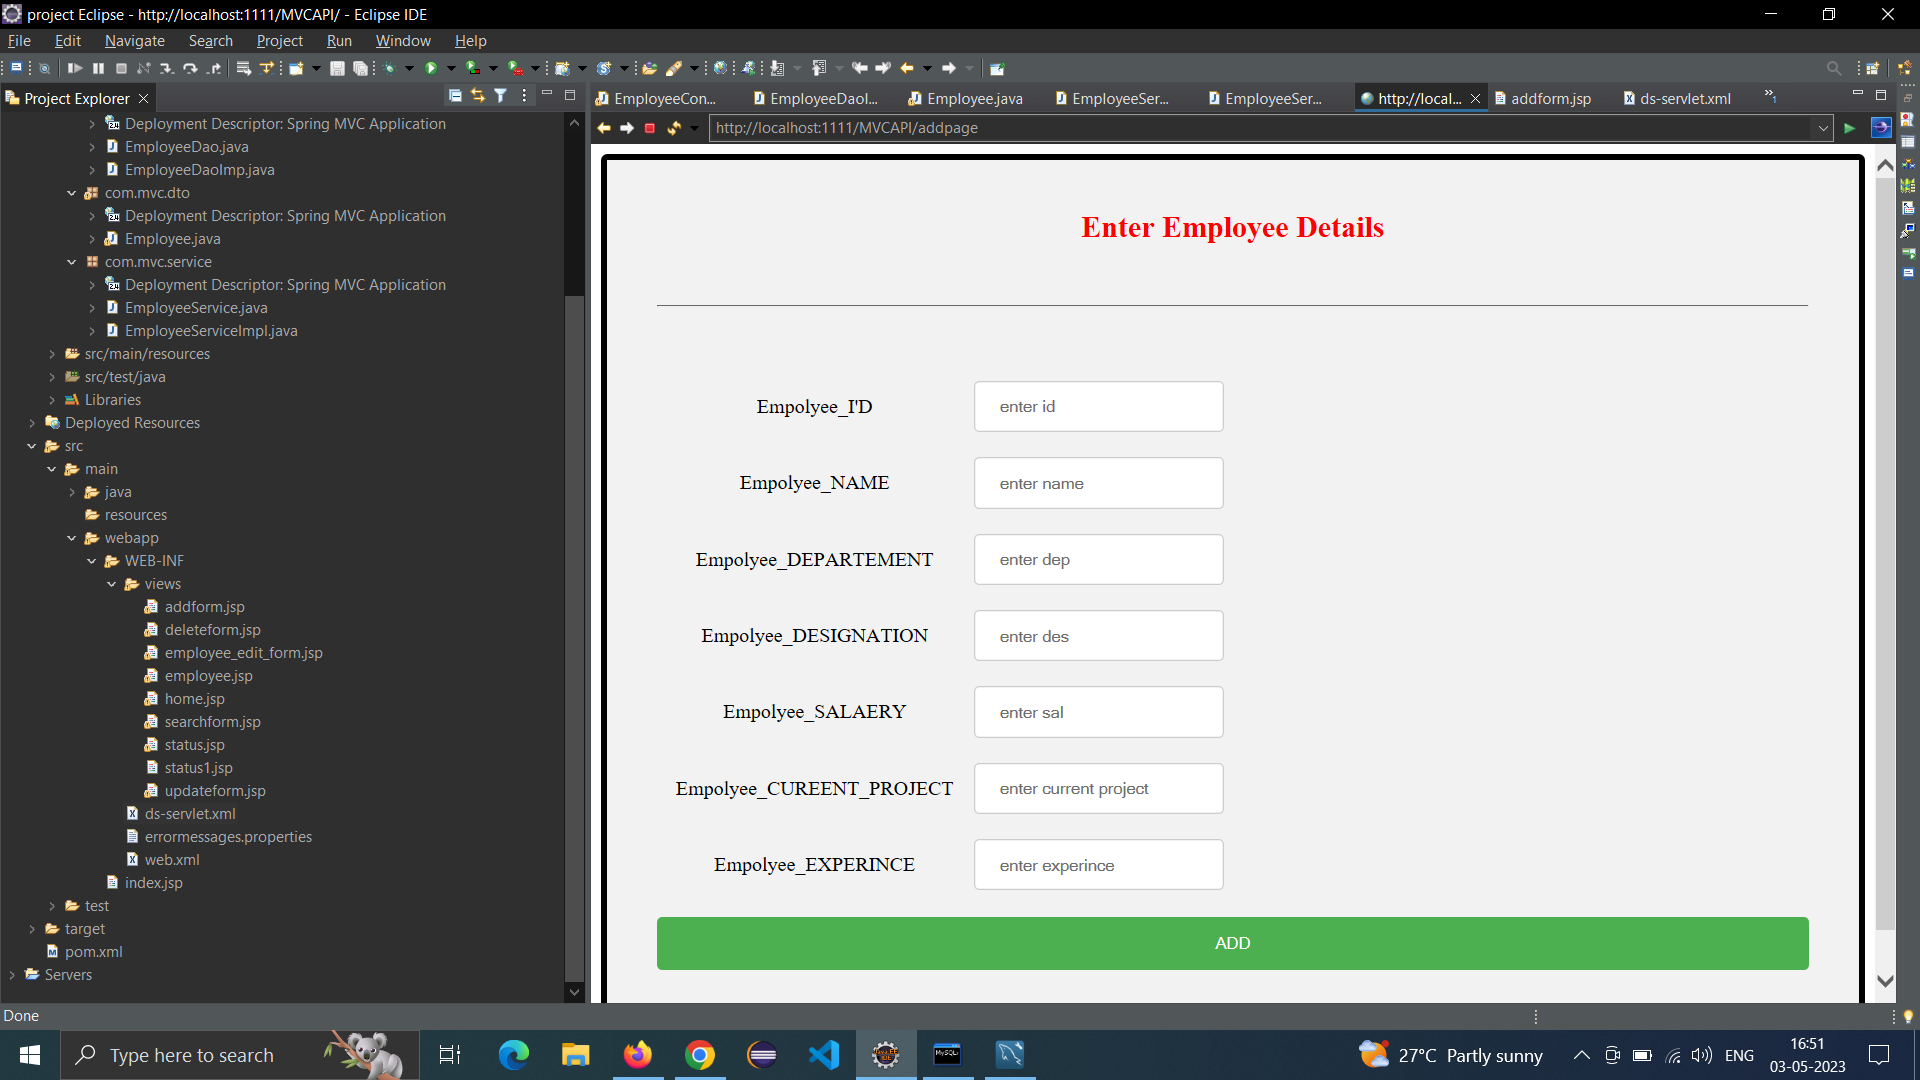 project Eclipse - http://localhost:1111/MVCAPI/ - Eclipse IDE
File Edit Navigate Search Project Run Window Help
Project Explorer
EmployeeCon...
EmployeeDaoI...
Employee.java
EmployeeSer...
EmployeeSer...
http://local...
addform.jsp
ds-servlet.xml
»1
http://localhost:1111/MVCAPI/addpage
Deployment Descriptor: Spring MVC Application
EmployeeDao.java
EmployeeDaoImp.java
com.mvc.dto
Deployment Descriptor: Spring MVC Application
Employee.java
com.mvc.service
Deployment Descriptor: Spring MVC Application
EmployeeService.java
EmployeeServiceImpl.java
src/main/resources
src/test/java
Libraries
Deployed Resources
src
main
java
resources
webapp
WEB-INF
views
addform.jsp
deleteform.jsp
employee_edit_form.jsp
employee.jsp
home.jsp
searchform.jsp
status.jsp
status1.jsp
updateform.jsp
ds-servlet.xml
errormessages.properties
web.xml
index.jsp
test
target
pom.xml
Servers
Enter Employee Details
Empolyee_I'D enter id
Empolyee_NAME enter name
Empolyee_DEPARTEMENT enter dep
Empolyee_DESIGNATION enter des
Empolyee_SALAERY enter sal
Empolyee_CUREENT_PROJECT enter current project
Empolyee_EXPERINCE enter experince
ADD
Done
Type here to search
27°C Partly sunny
ENG
16:51
03-05-2023